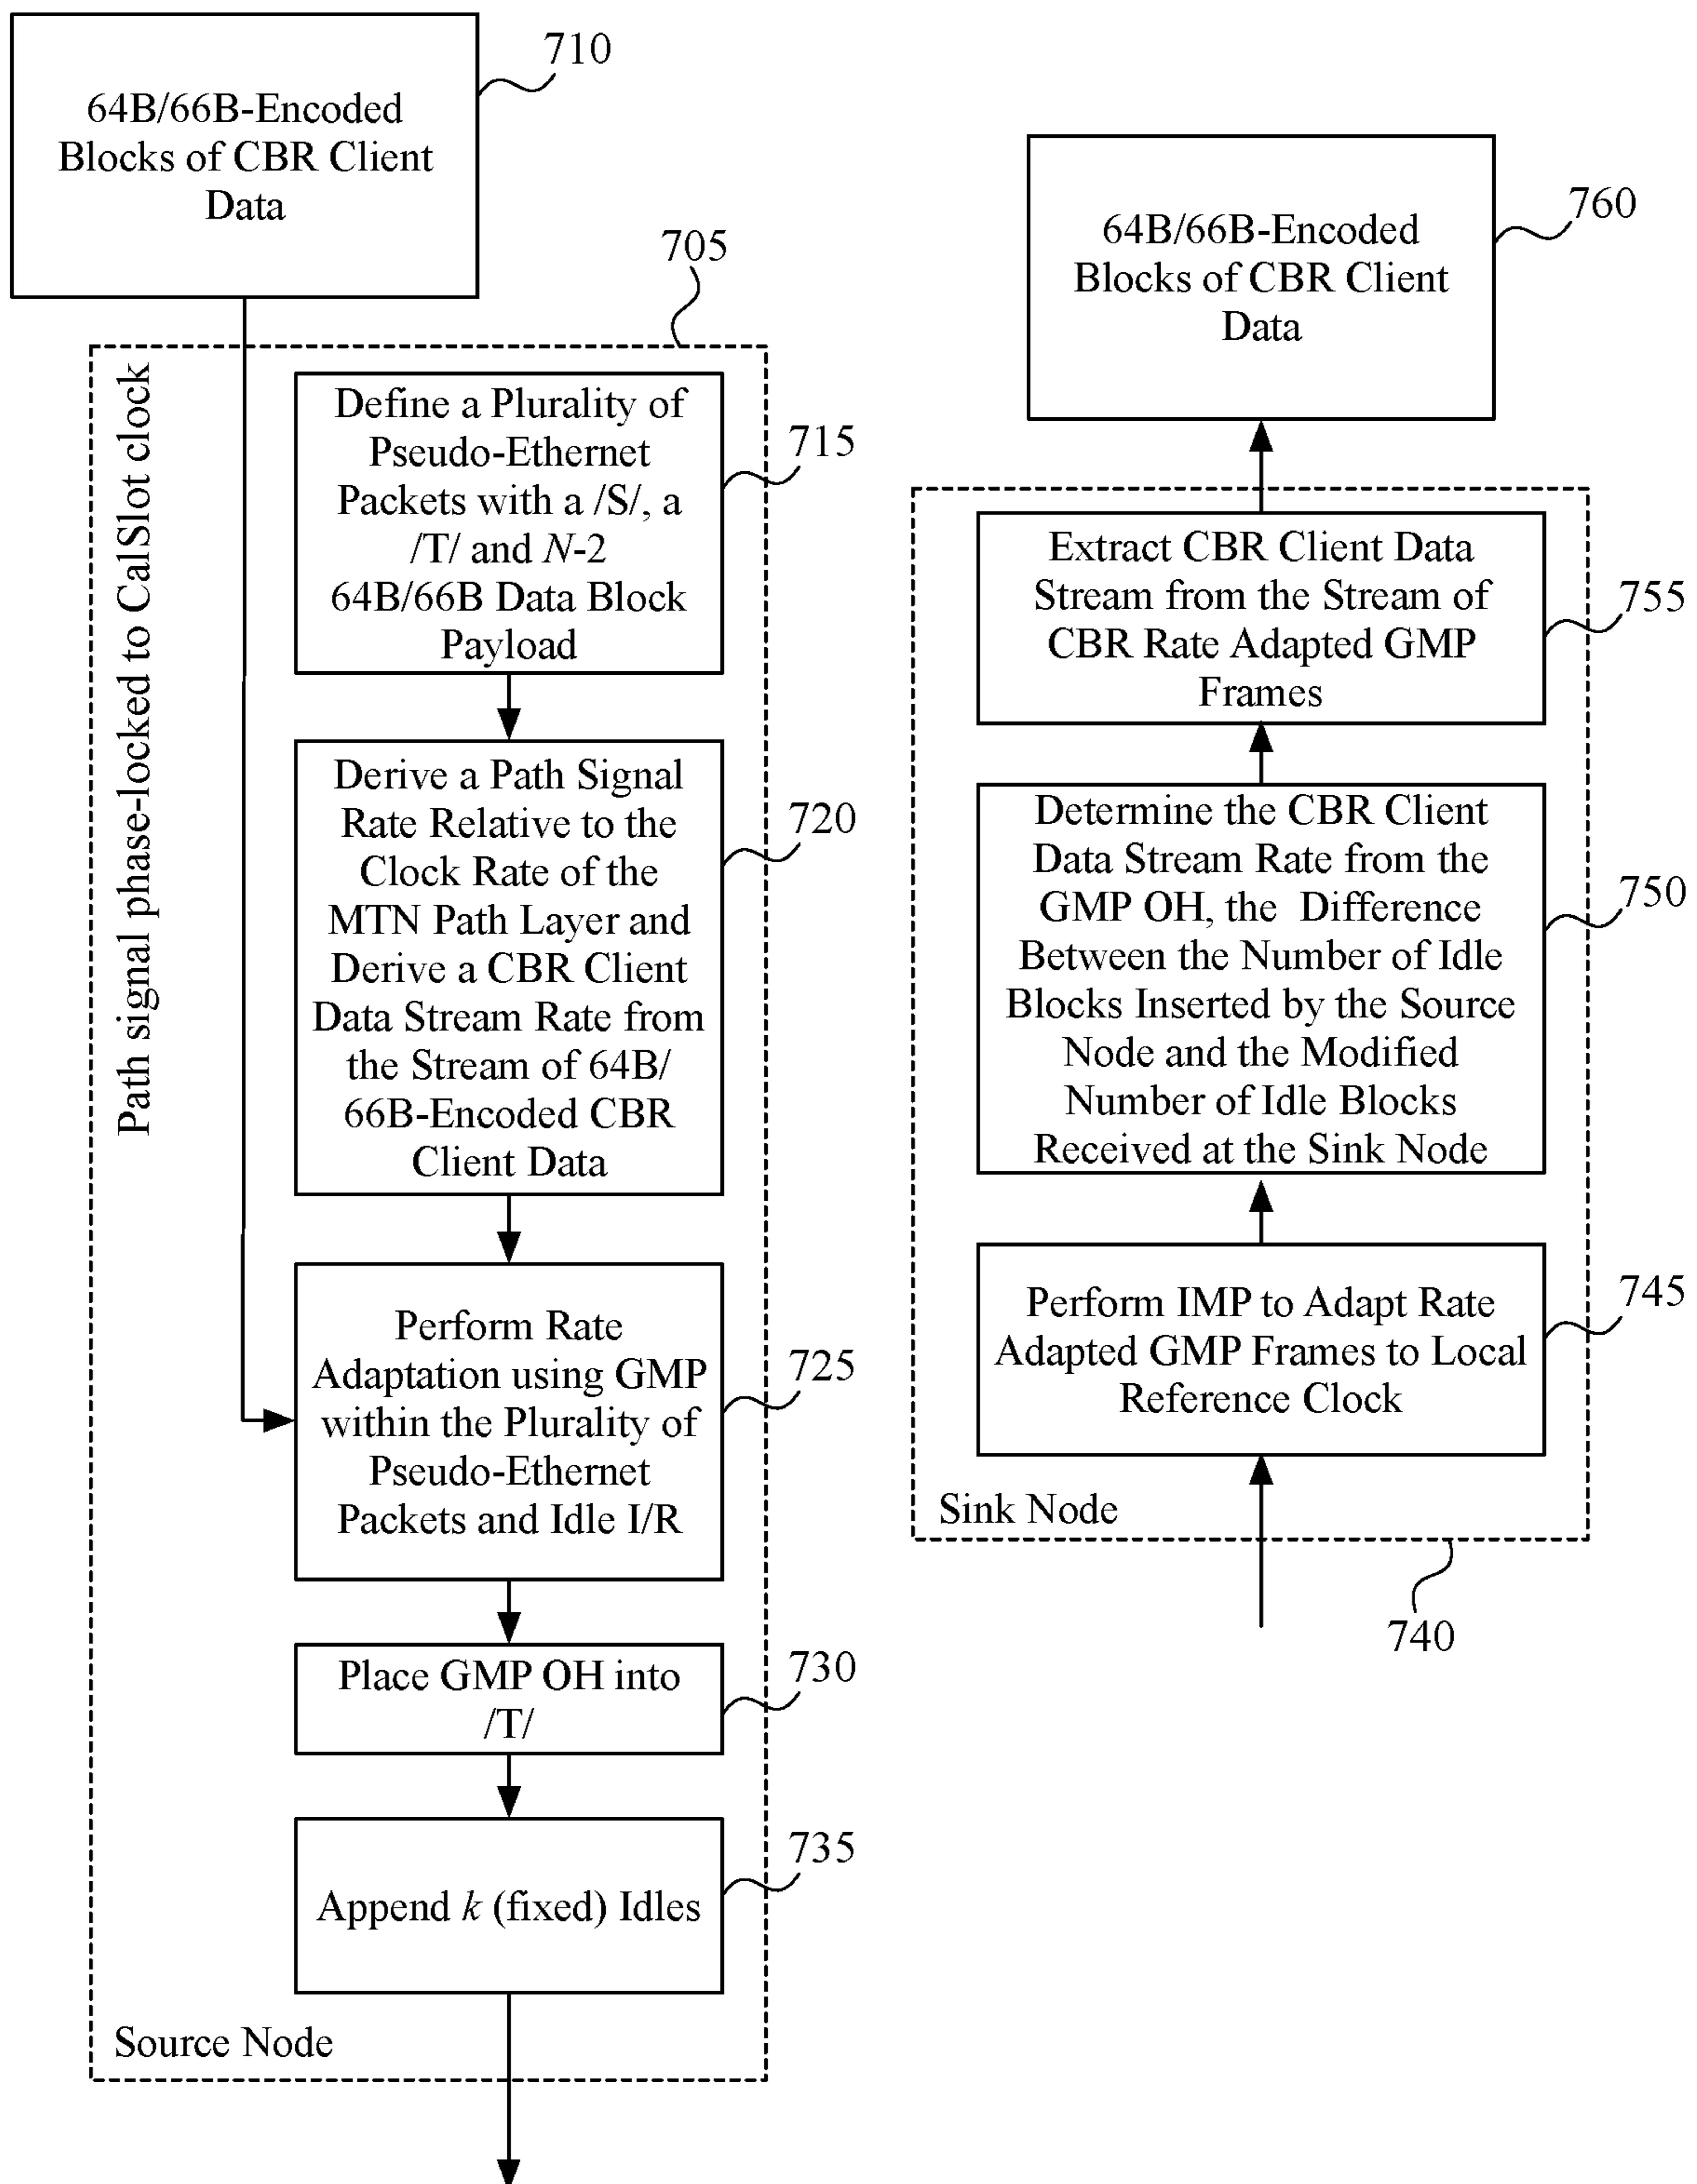 710
64B/66B-Encoded
Blocks of CBR Client
Data
705
Path signal phase-locked to CalSlot clock
Define a Plurality of
Pseudo-Ethernet
Packets with a /S/, a
/T/ and N-2
64B/66B Data Block
Payload
715
Derive a Path Signal
Rate Relative to the
Clock Rate of the
MTN Path Layer and
Derive a CBR Client
Data Stream Rate from
the Stream of 64B/
66B-Encoded CBR
Client Data
720
Perform Rate
Adaptation using GMP
within the Plurality of
Pseudo-Ethernet
Packets and Idle I/R
725
Place GMP OH into
/T/
730
Append k (fixed) Idles
735
Source Node
64B/66B-Encoded
Blocks of CBR Client
Data
760
Extract CBR Client Data
Stream from the Stream of
CBR Rate Adapted GMP
Frames
755
Determine the CBR Client
Data Stream Rate from the
GMP OH, the Difference
Between the Number of Idle
Blocks Inserted by the Source
Node and the Modified
Number of Idle Blocks
Received at the Sink Node
750
Perform IMP to Adapt Rate
Adapted GMP Frames to Local
Reference Clock
745
Sink Node
740